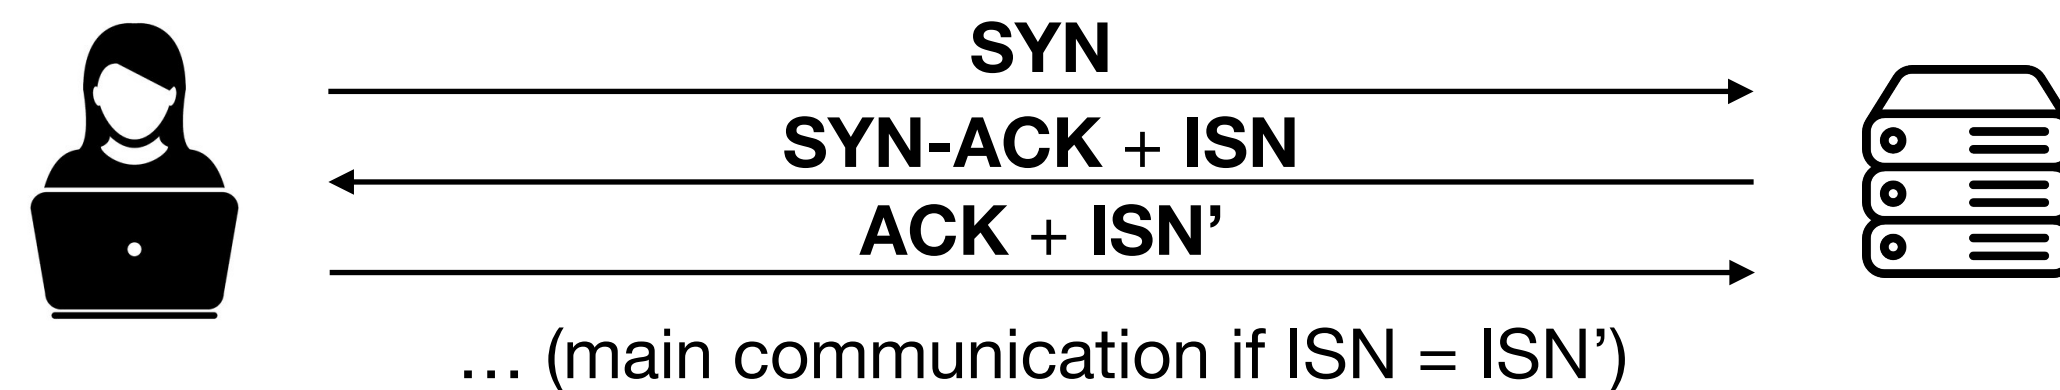 SYN
SYN-ACK + ISN
ACK + ISN’
… (main communication if ISN = ISN’)